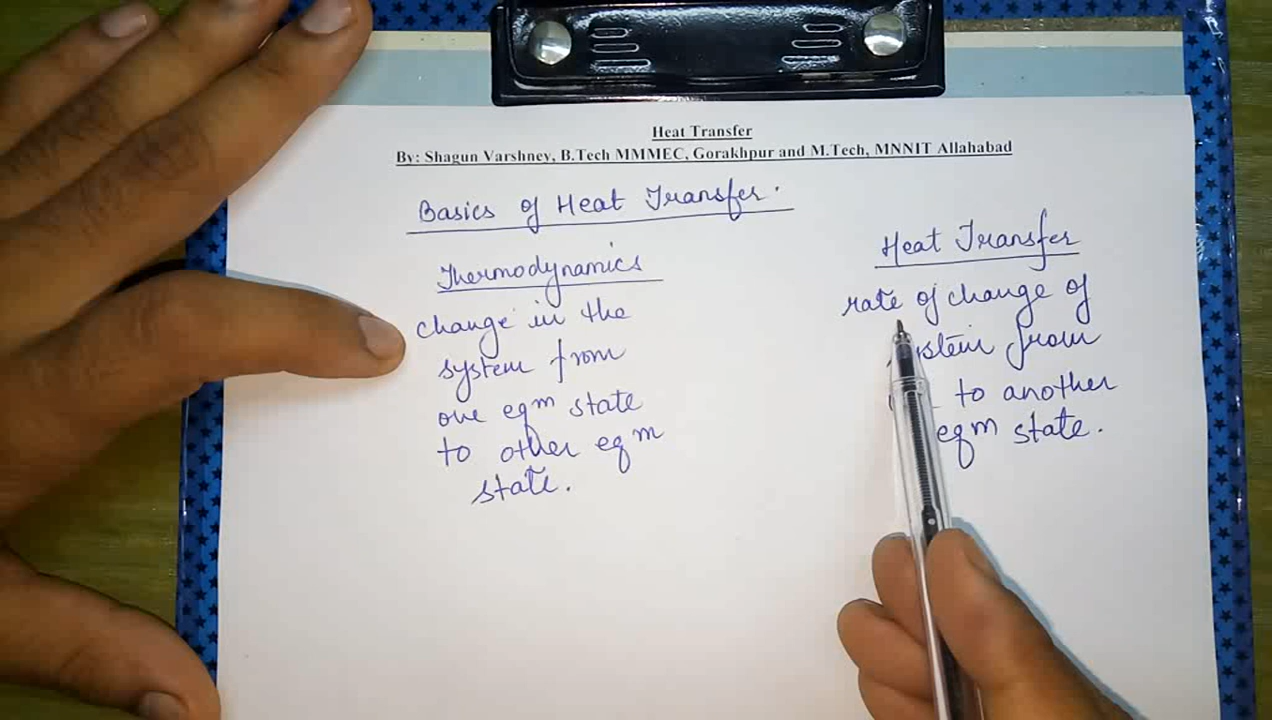 Heat Transfer
By: Shagun Varshney, B.Tech MMMEC, Gorakhpur and M.Tech, MNNIT Allahabad
Basics of Heat Transfer.
Thermodynamics
change in the
system from
one eqm state
to other eqm
state.
Heat Transfer
rate of change of
system from
to another
eqm state.